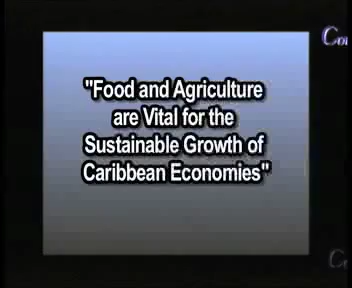 "Food and Agriculture
are Vital for the
Sustainable Growth of
Caribbean Economies"